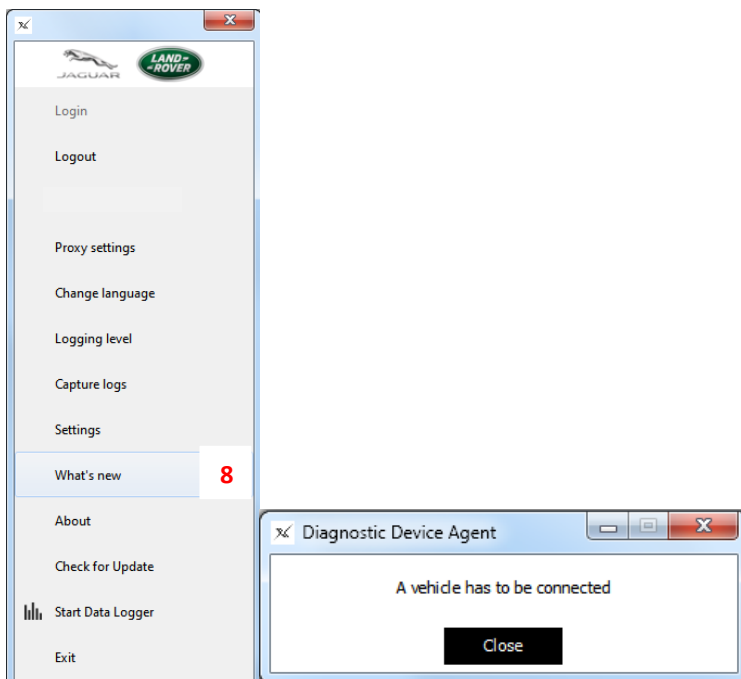 JAGUAR
LAND-
-ROVER
Login
Logout
Proxy settings
Change language
Logging level
Capture logs
Settings
What's new
8
About
Check for Update
Start Data Logger
Exit
Diagnostic Device Agent
A vehicle has to be connected
Close